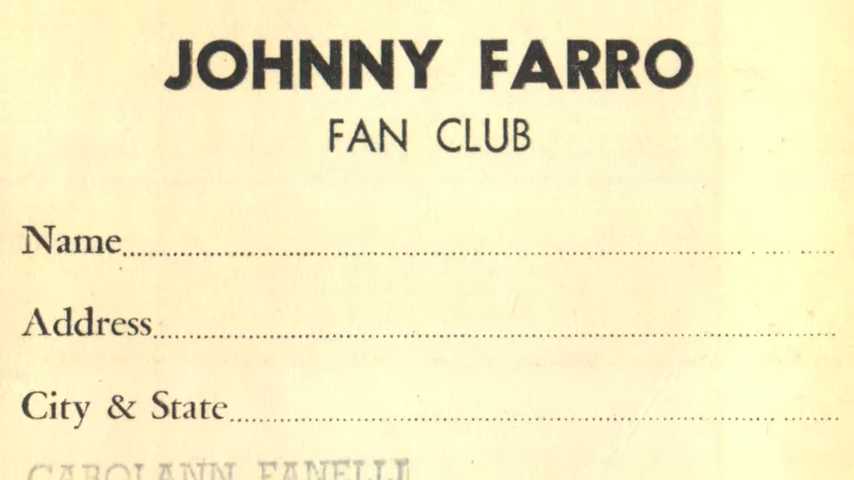 JOHNNY FARRO
FAN CLUB
Name
Address
City & State
CAROLANN FANELLI